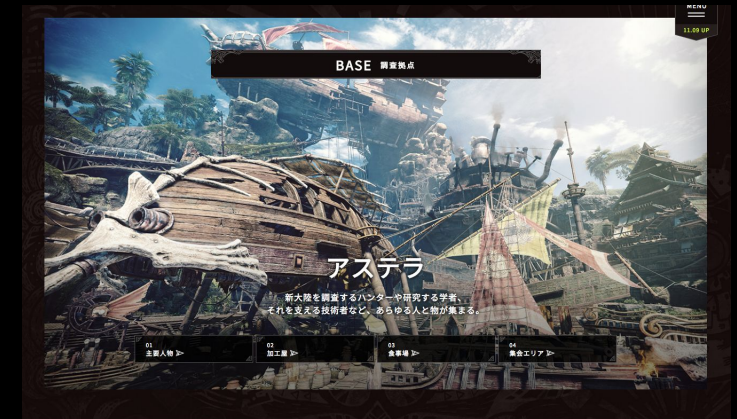 MENU
11.09 UP
BASE 調査拠点
アステラ
新大陸を調査するハンターや研究する学者、
それを支える技術者など、あらゆる人と物が集まる。
01
主要人物
02
加工屋
03
食事場
04
集会エリア